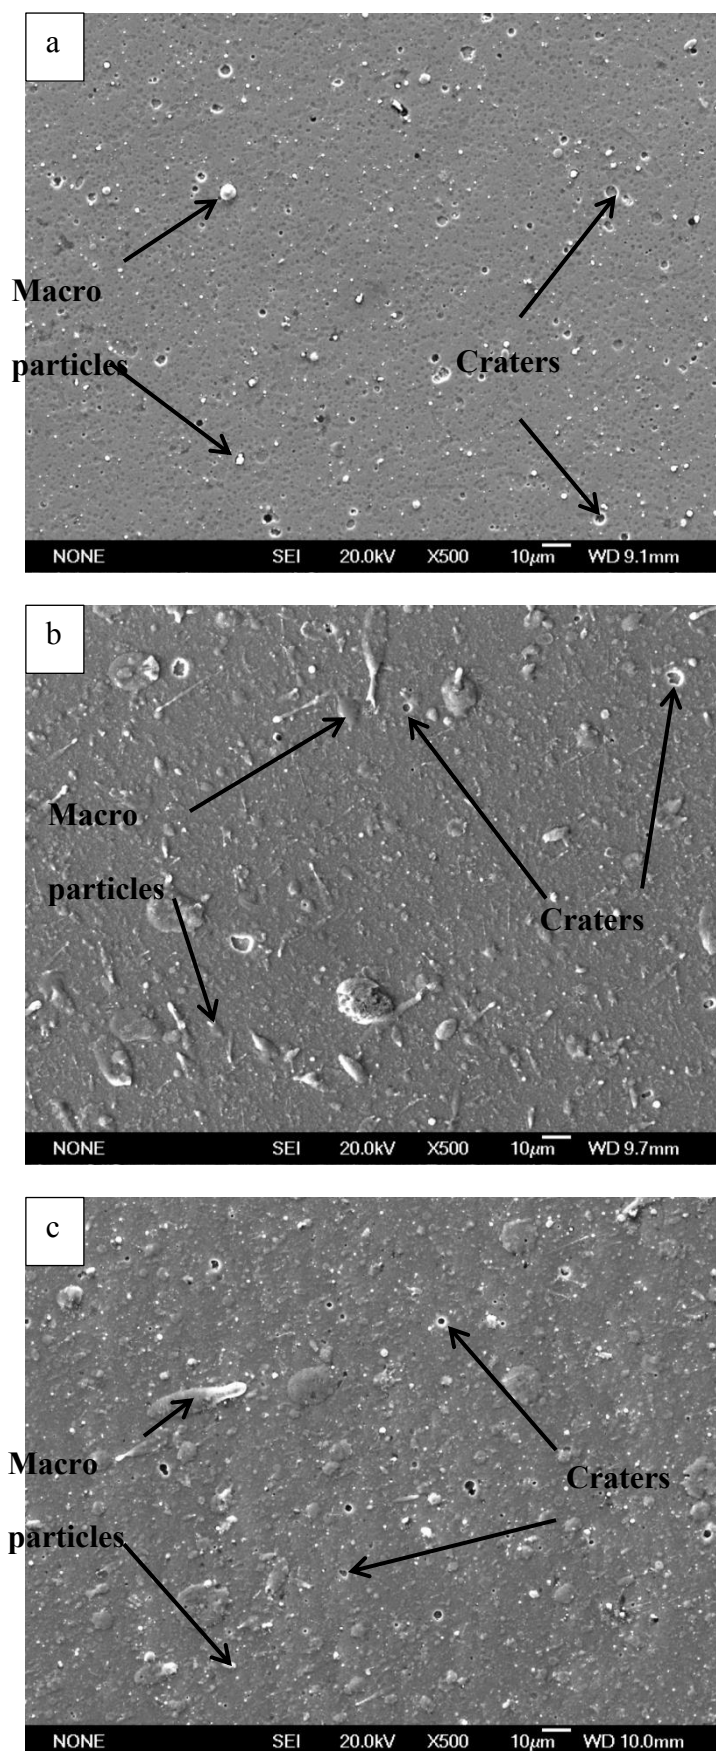 a
Macro
particles
Craters
NONE SEI 20.0kV X500 10μm WD 9.1mm
b
Macro
particles
Craters
NONE SEI 20.0kV X500 10μm WD 9.7mm
c
Macro
particles
Craters
NONE SEI 20.0kV X500 10μm WD 10.0mm